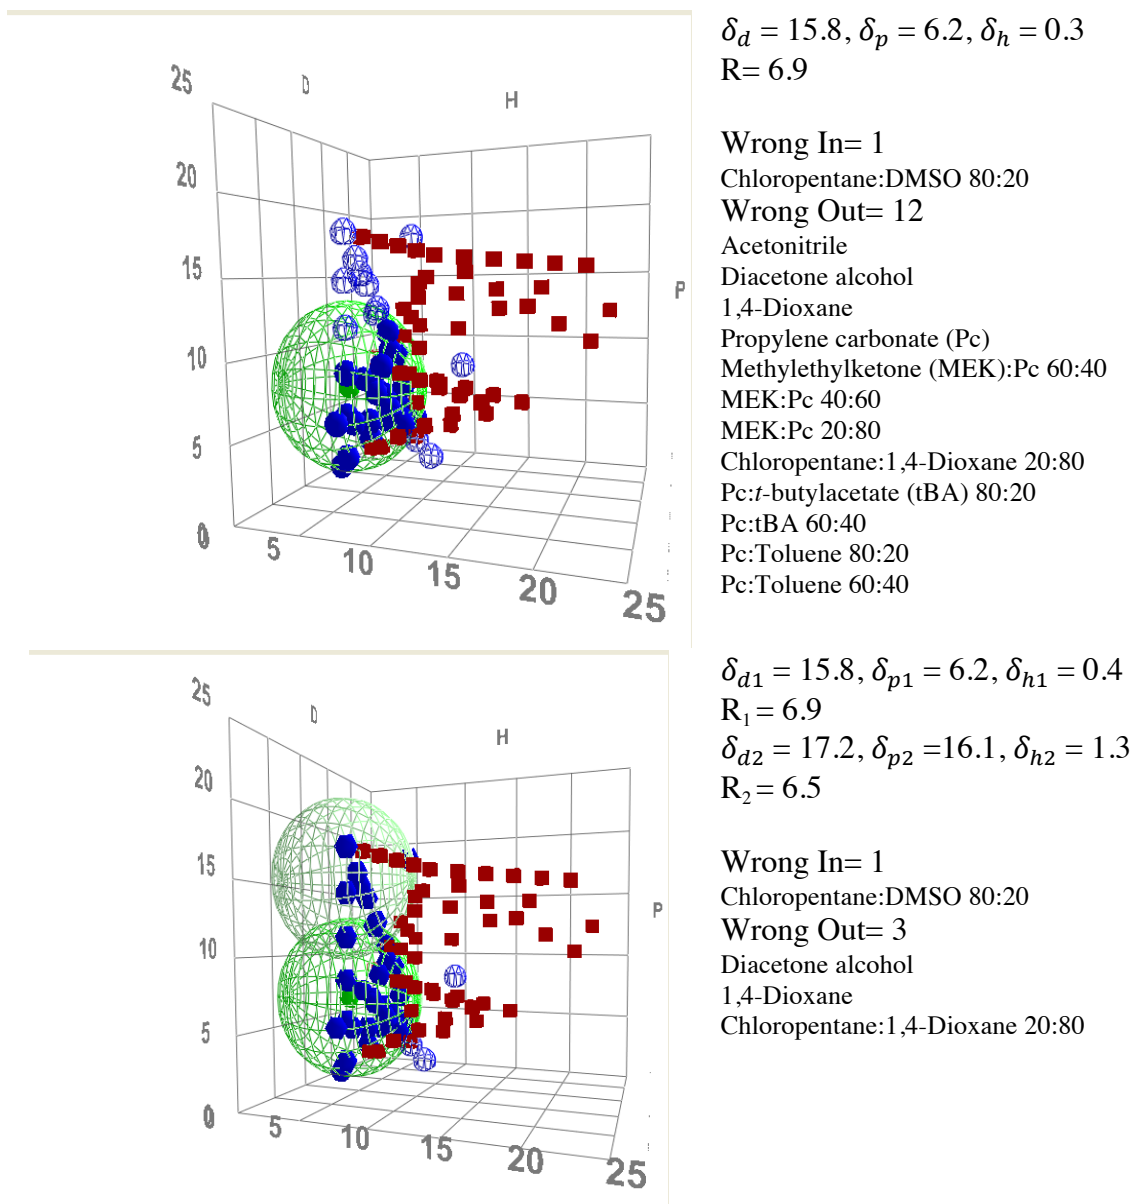 25
D
H
20
15
P
10
5
0
5
10
15
20
25
δd = 15.8, δp = 6.2, δh = 0.3
R= 6.9
Wrong In= 1
Chloropentane:DMSO 80:20
Wrong Out= 12
Acetonitrile
Diacetone alcohol
1,4-Dioxane
Propylene carbonate (Pc)
Methylethylketone (MEK):Pc 60:40
MEK:Pc 40:60
MEK:Pc 20:80
Chloropentane:1,4-Dioxane 20:80
Pc:t-butylacetate (tBA) 80:20
Pc:tBA 60:40
Pc:Toluene 80:20
Pc:Toluene 60:40
25
D
H
20
15
P
10
5
0
5
10
15
20
25
δd1 = 15.8, δp1 = 6.2, δh1 = 0.4
R1 = 6.9
δd2 = 17.2, δp2 =16.1, δh2 = 1.3
R2 = 6.5
Wrong In= 1
Chloropentane:DMSO 80:20
Wrong Out= 3
Diacetone alcohol
1,4-Dioxane
Chloropentane:1,4-Dioxane 20:80